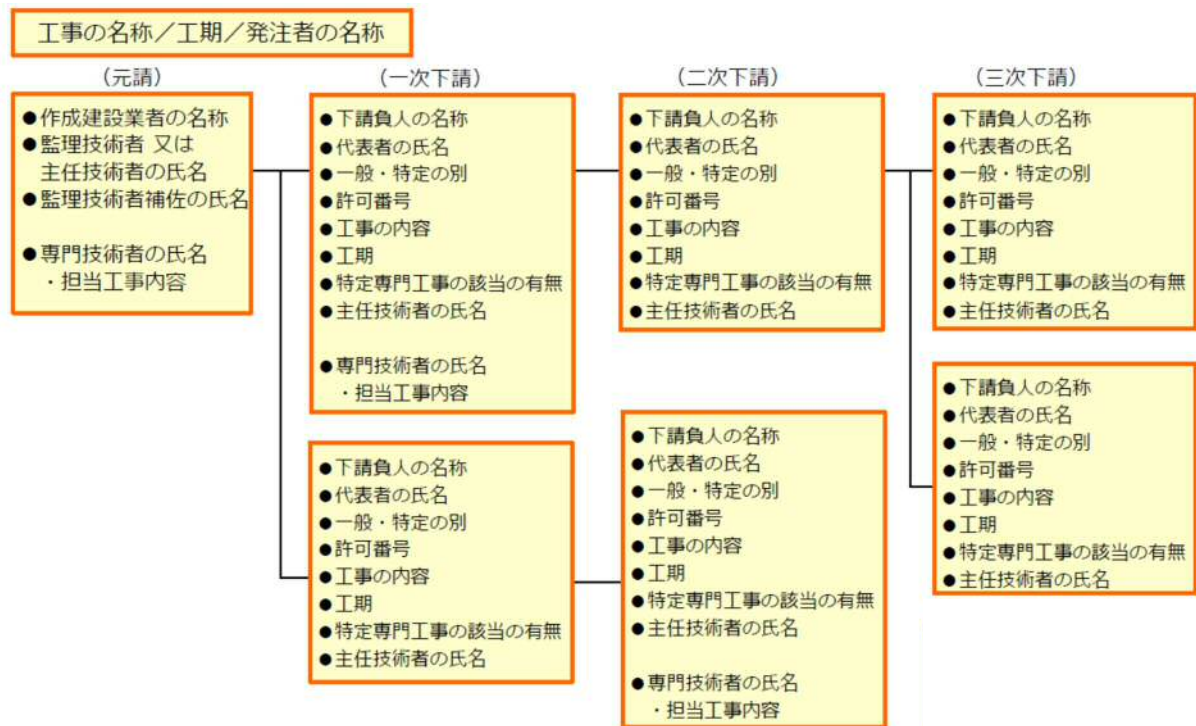 工事の名称／工期／発注者の名称
（元請）
●作成建設業者の名称
●監理技術者 又は
主任技術者の氏名
●監理技術者補佐の氏名
●専門技術者の氏名
・担当工事内容
（一次下請）
●下請負人の名称
●代表者の氏名
●一般・特定の別
●許可番号
●工事の内容
●工期
●特定専門工事の該当の有無
●主任技術者の氏名
●専門技術者の氏名
・担当工事内容
●下請負人の名称
●代表者の氏名
●一般・特定の別
●許可番号
●工事の内容
●工期
●特定専門工事の該当の有無
●主任技術者の氏名
（二次下請）
●下請負人の名称
●代表者の氏名
●一般・特定の別
●許可番号
●工事の内容
●工期
●特定専門工事の該当の有無
●主任技術者の氏名
●下請負人の名称
●代表者の氏名
●一般・特定の別
●許可番号
●工事の内容
●工期
●特定専門工事の該当の有無
●主任技術者の氏名
●専門技術者の氏名
・担当工事内容
（三次下請）
●下請負人の名称
●代表者の氏名
●一般・特定の別
●許可番号
●工事の内容
●工期
●特定専門工事の該当の有無
●主任技術者の氏名
●下請負人の名称
●代表者の氏名
●一般・特定の別
●許可番号
●工事の内容
●工期
●特定専門工事の該当の有無
●主任技術者の氏名